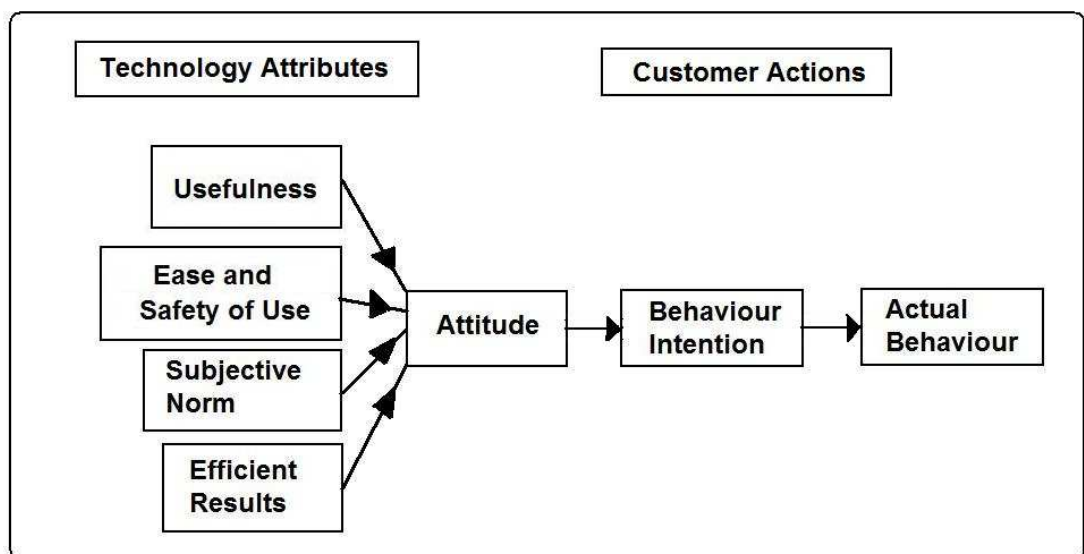 Technology Attributes
Customer Actions
Usefulness
Ease and
Safety of Use
Subjective
Norm
Efficient
Results
Attitude
Behaviour
Intention
Actual
Behaviour